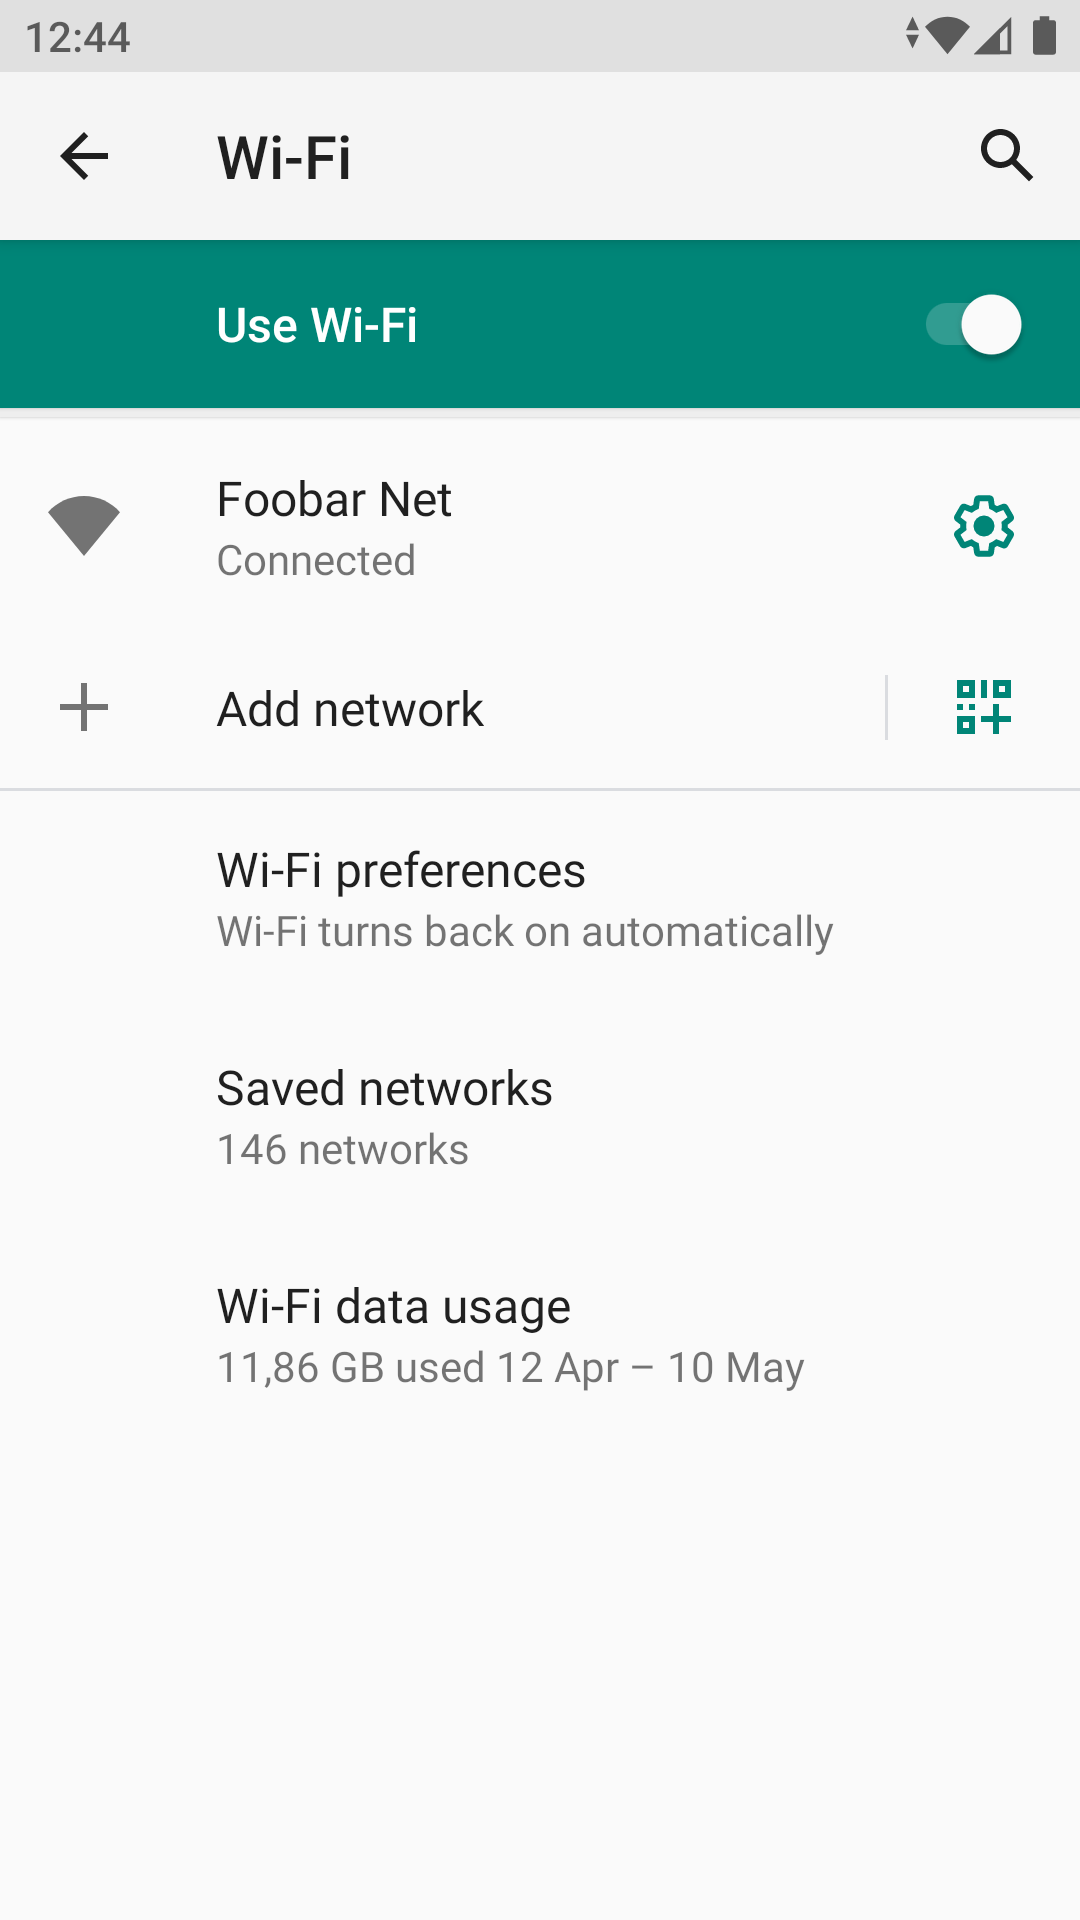 12:44
Wi-Fi
Use Wi-Fi
Foobar Net
Connected
Add network
Wi-Fi preferences
Wi-Fi turns back on automatically
Saved networks
146 networks
Wi-Fi data usage
11,86 GB used 12 Apr – 10 May